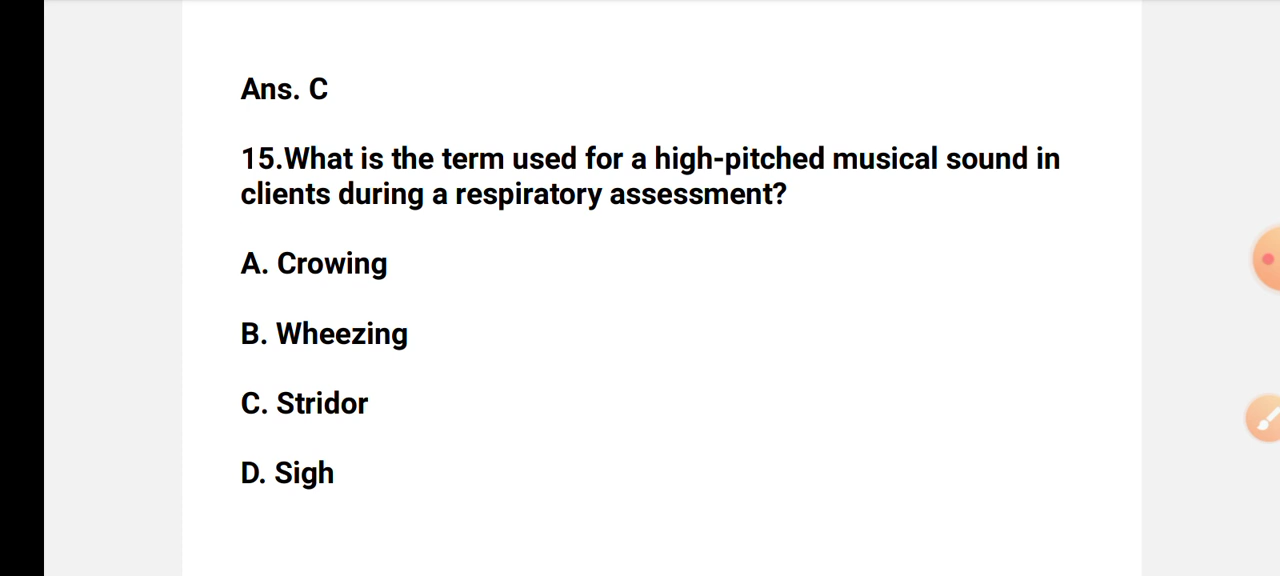 Ans. C
15.What is the term used for a high-pitched musical sound in
clients during a respiratory assessment?
A. Crowing
B. Wheezing
C. Stridor
D. Sigh